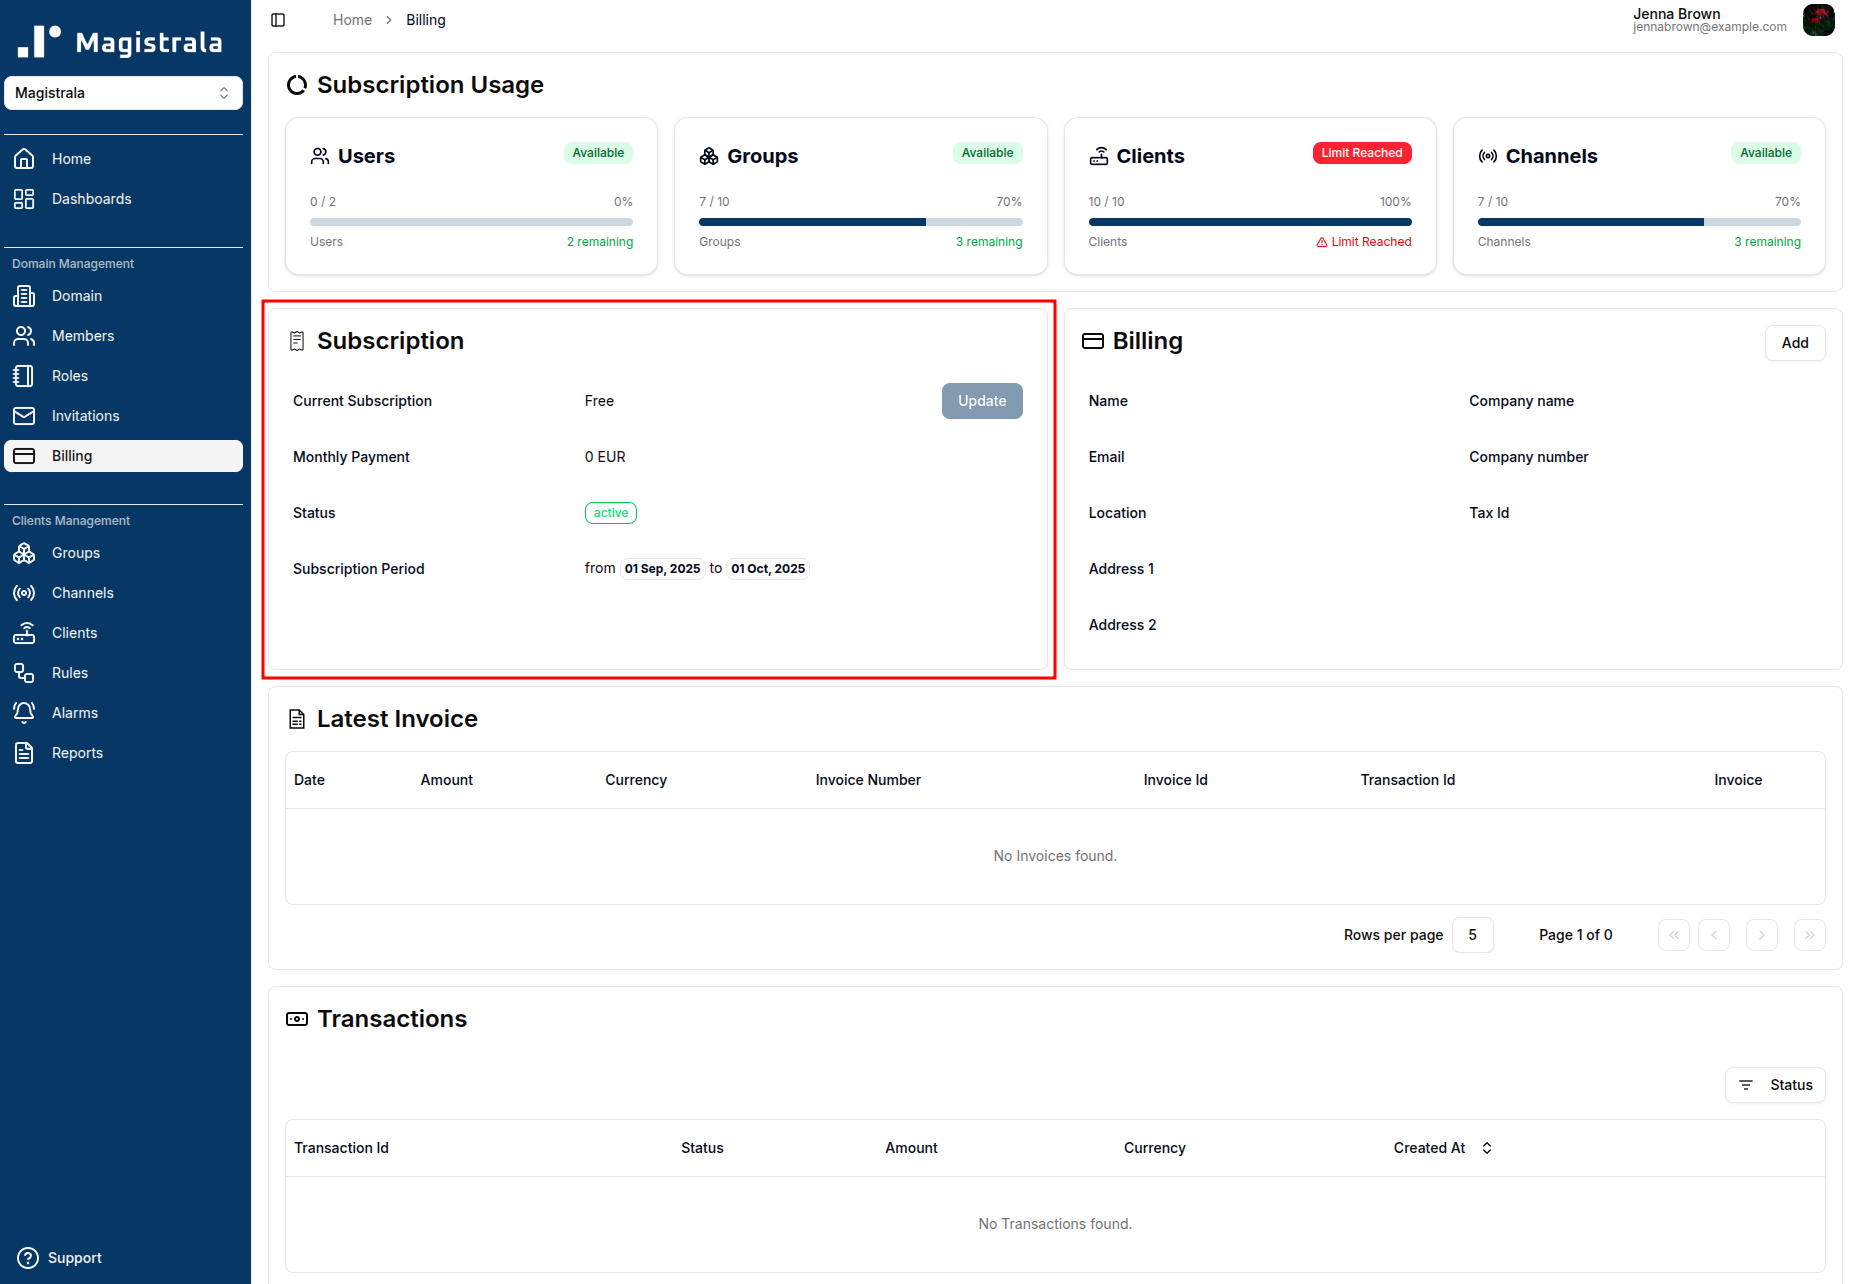 Magistrala
Magistrala
Home
Dashboards
Domain Management
Domain
Members
Roles
Invitations
Billing
Clients Management
Groups
Channels
Clients
Rules
Alarms
Reports
Support
Home > Billing
Jenna Brown
jennabrown@example.com
Subscription Usage
Users Available
0 / 2 0%
Users 2 remaining
Groups Available
7 / 10 70%
Groups 3 remaining
Clients Limit Reached
10 / 10 100%
Clients Limit Reached
Channels Available
7 / 10 70%
Channels 3 remaining
Subscription
Current Subscription Free Update
Monthly Payment 0 EUR
Status active
Subscription Period from 01 Sep, 2025 to 01 Oct, 2025
Billing Add
Name Company name
Email Company number
Location Tax Id
Address 1
Address 2
Latest Invoice
Date Amount Currency Invoice Number Invoice Id Transaction Id Invoice
No Invoices found.
Rows per page 5 Page 1 of 0
Transactions
Status
Transaction Id Status Amount Currency Created At
No Transactions found.